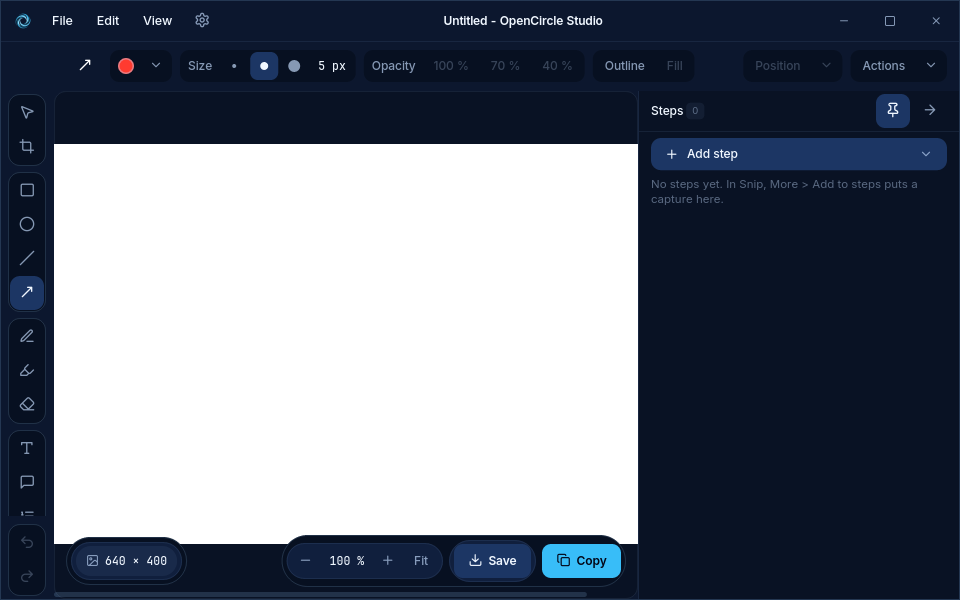 File Edit View Untitled - OpenCircle Studio
Size 5 px Opacity 100 % 70 % 40 % Outline Fill Position Actions
Steps 0
Add step
No steps yet. In Snip, More > Add to steps puts a
capture here.
640 × 400 100 % Fit Save Copy